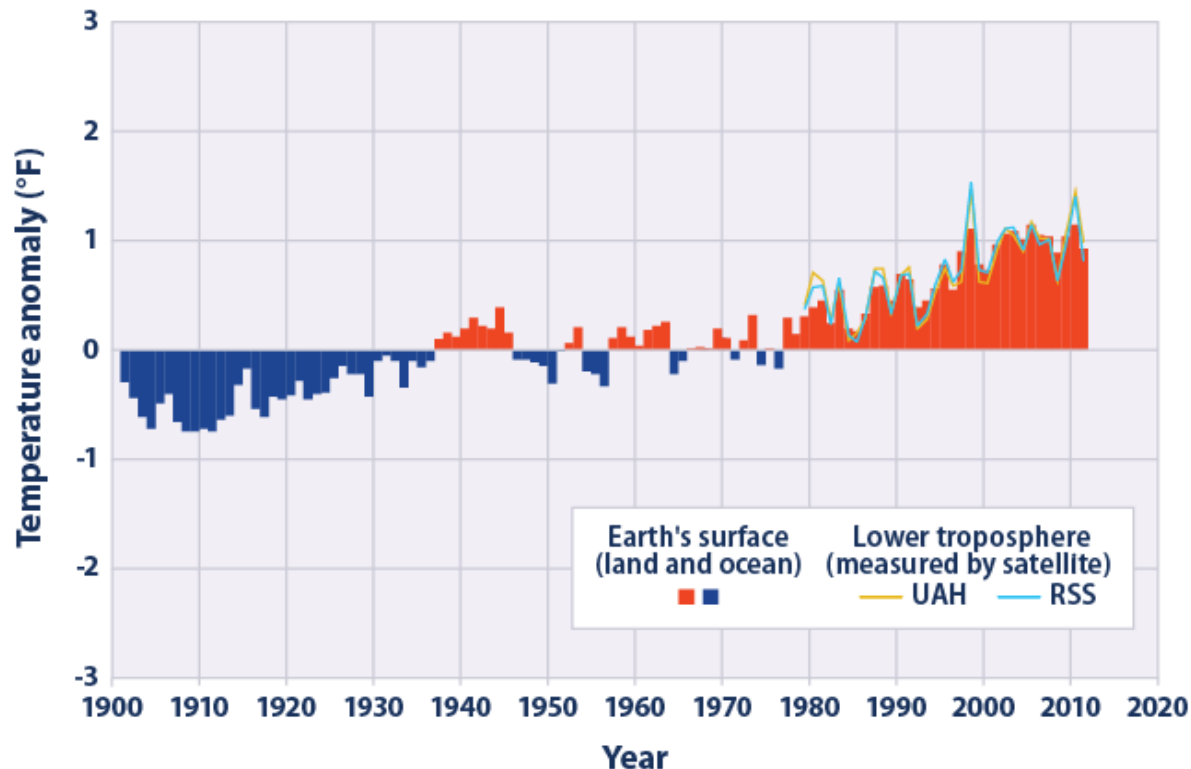 Temperature anomaly (°F)
3
2
1
0
-1
-2
-3
Earth's surface
(land and ocean)
Lower troposphere
(measured by satellite)
UAH
RSS
1900 1910 1920 1930 1940 1950 1960 1970 1980 1990 2000 2010 2020
Year